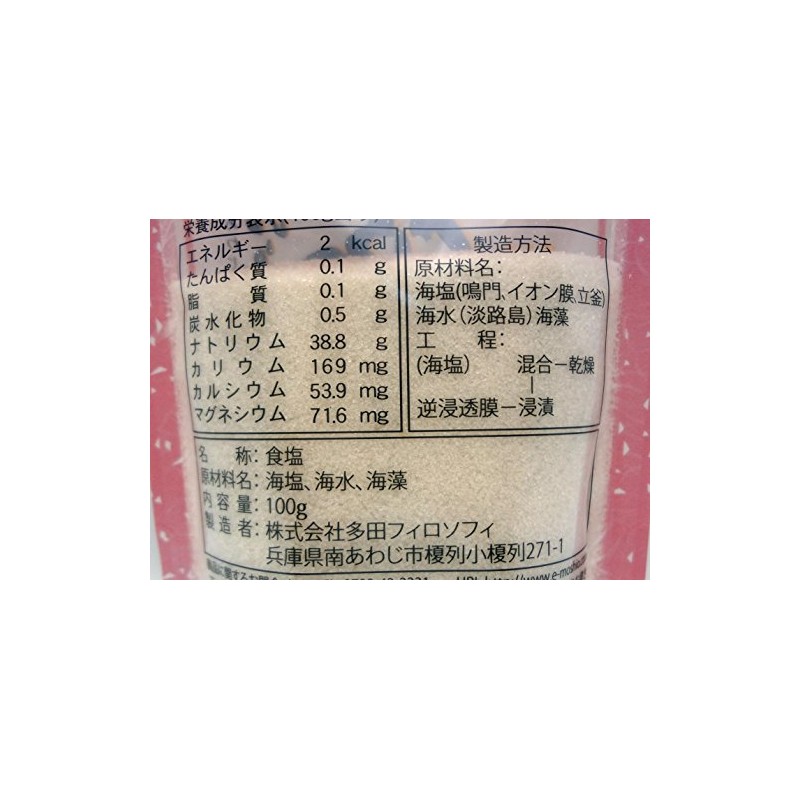 栄養成分表示
エネルギー 2 kcal
たんぱく質 0.1 g
脂 質 0.1 g
炭水化物 0.5 g
ナトリウム 38.8 g
カリウム 169 mg
カルシウム 53.9 mg
マグネシウム 71.6 mg
製造方法
原材料名:
海塩(鳴門、イオン膜、立釜)
海水(淡路島)海藻
工 程:
(海塩) 混合-乾燥
|
逆浸透膜-浸漬
名 称:食塩
原材料名:海塩、海水、海藻
内容量:100g
製造者:株式会社多田フィロソフィ
兵庫県南あわじ市榎列小榎列271-1